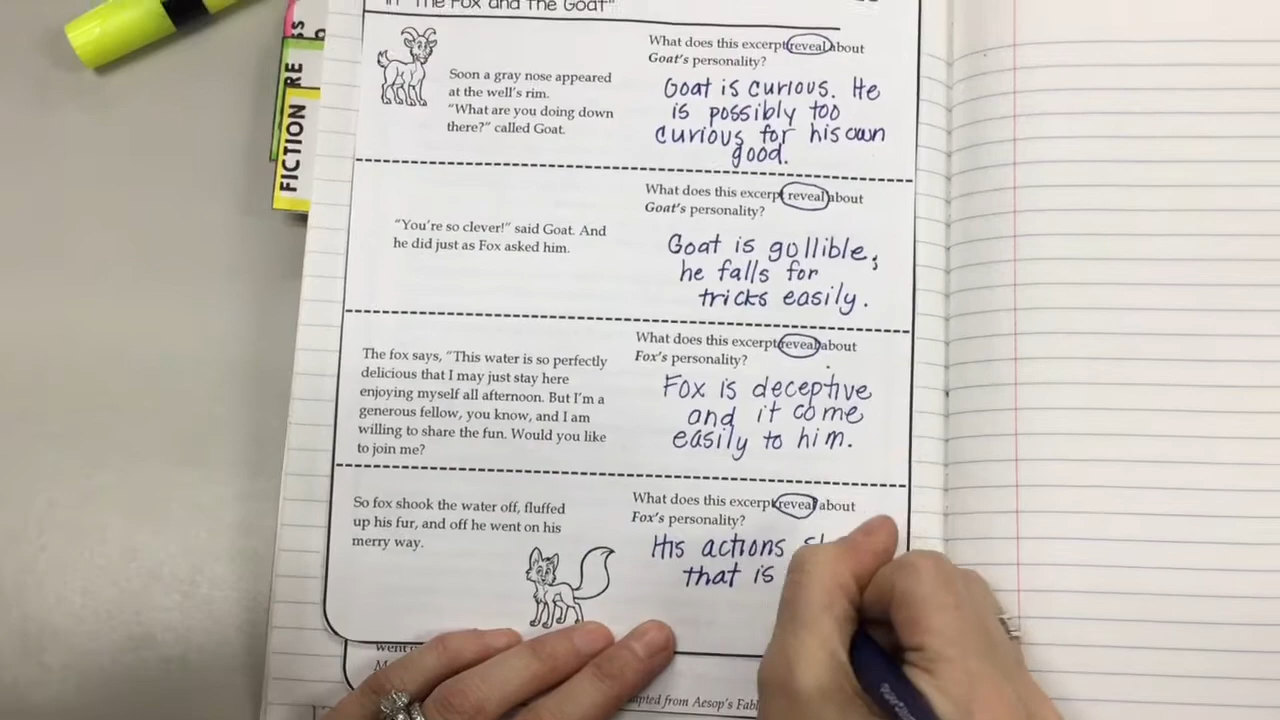 in "The Fox and the Goat"
RE
FICTION
Soon a gray nose appeared
at the well's rim.
"What are you doing down
there?" called Goat.
What does this excerpt reveal about
Goat's personality?
Goat is curious. He
is possibly too
curious for his own
good.
"You're so clever!" said Goat. And
he did just as Fox asked him.
What does this excerpt reveal about
Goat's personality?
Goat is gullible;
he falls for
tricks easily.
The fox says, "This water is so perfectly
delicious that I may just stay here
enjoying myself all afternoon. But I'm a
generous fellow, you know, and I am
willing to share the fun. Would you like
to join me?
What does this excerpt reveal about
Fox's personality?
Fox is deceptive
and it come
easily to him.
So fox shook the water off, fluffed
up his fur, and off he went on his
merry way.
What does this excerpt reveal about
Fox's personality?
His actions
that is
went
from Aesop's